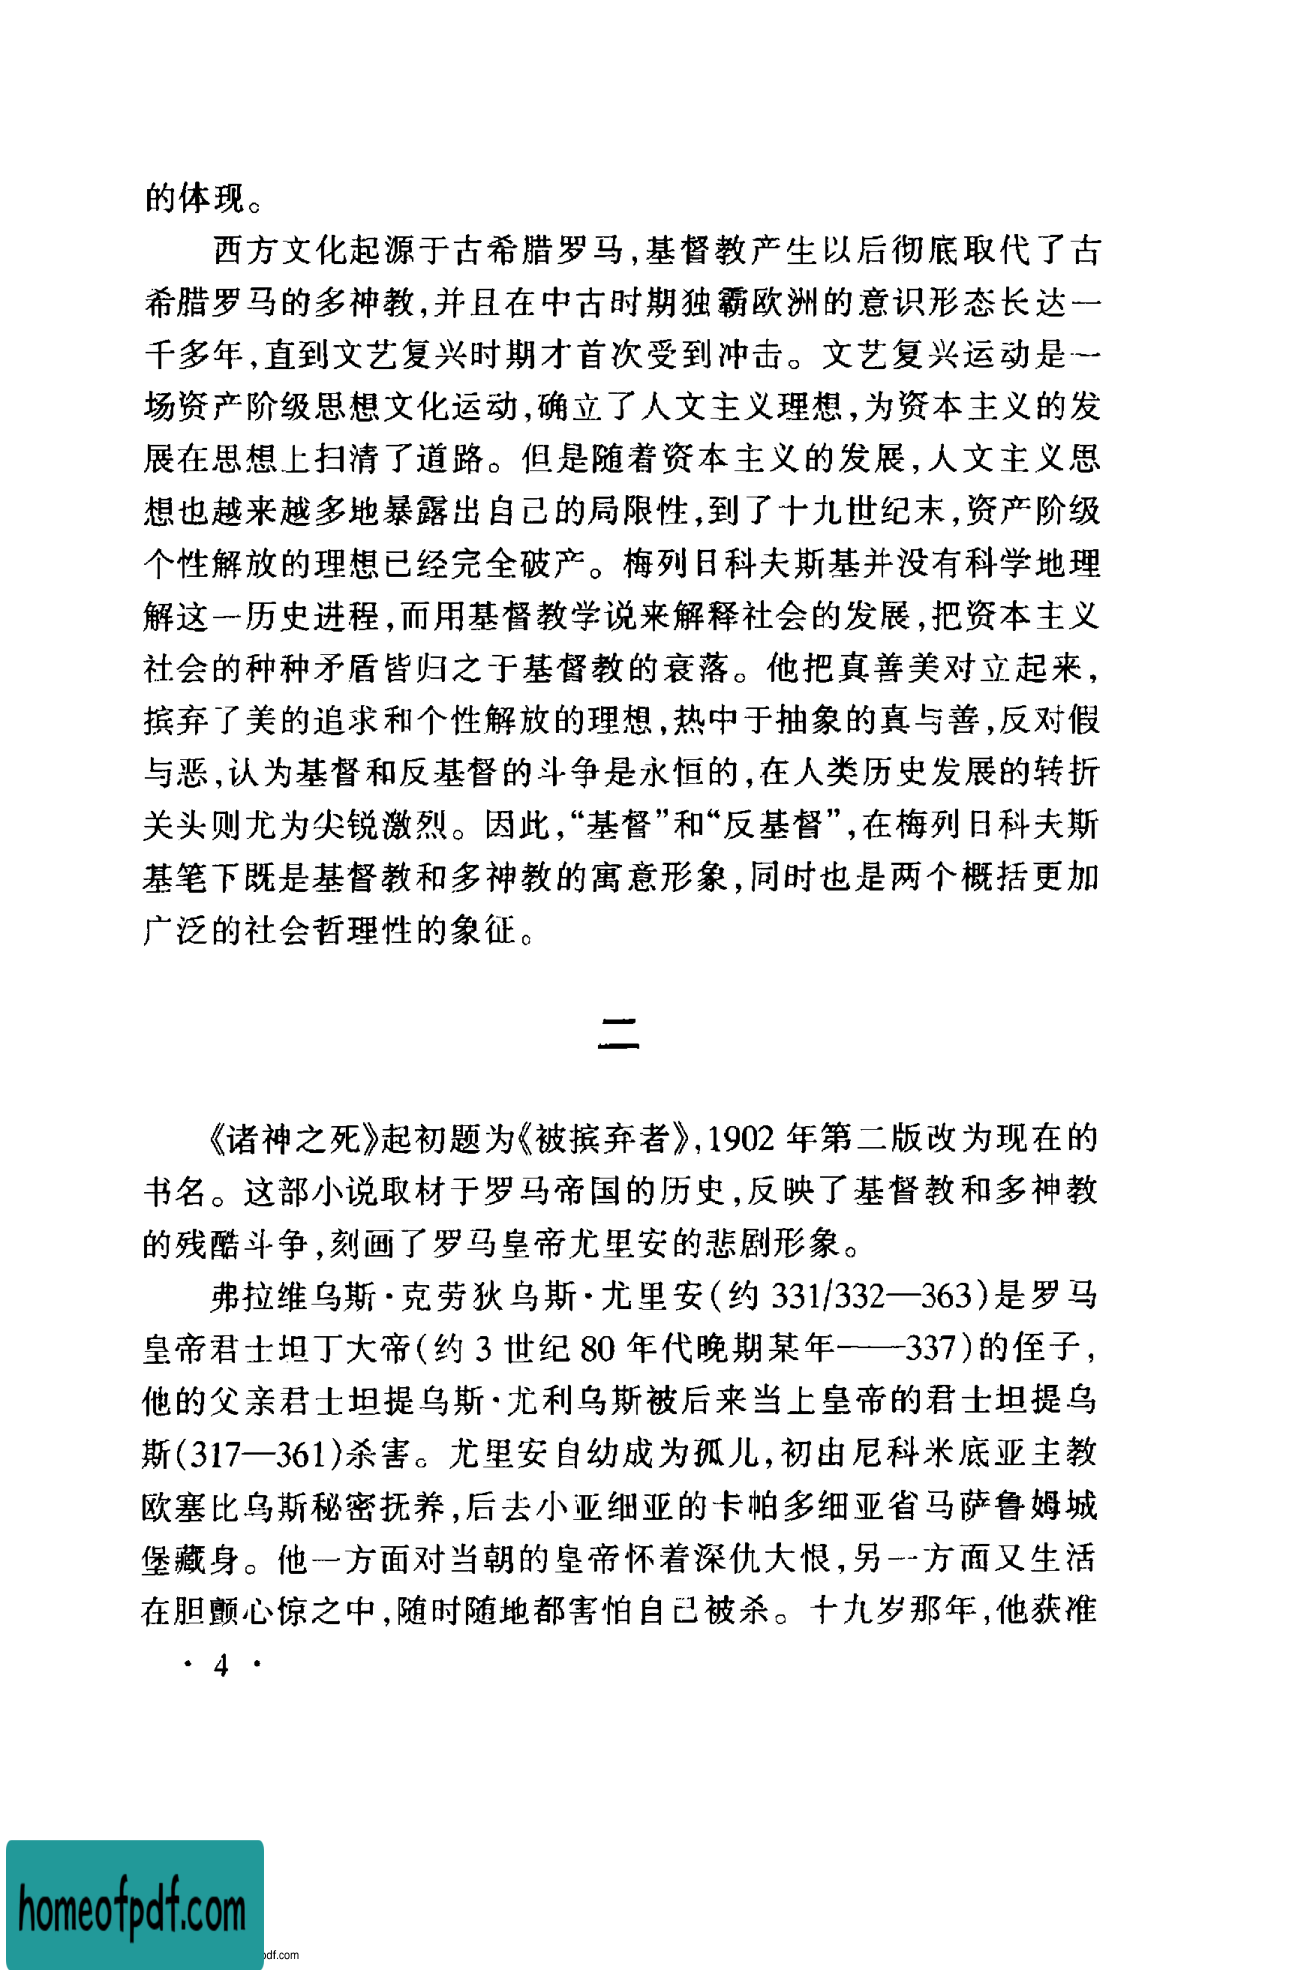 的体现。
西方文化起源于古希腊罗马,基督教产生以后彻底取代了古
希腊罗马的多神教,并且在中古时期独霸欧洲的意识形态长达一
千多年,直到文艺复兴时期才首次受到冲击。文艺复兴运动是一
场资产阶级思想文化运动,确立了人文主义理想,为资本主义的发
展在思想上扫清了道路。但是随着资本主义的发展,人文主义思
想也越来越多地暴露出自己的局限性,到了十九世纪末,资产阶级
个性解放的理想已经完全破产。梅列日科夫斯基并没有科学地理
解这一历史进程,而用基督教学说来解释社会的发展,把资本主义
社会的种种矛盾皆归之于基督教的衰落。他把真善美对立起来,
摈弃了美的追求和个性解放的理想,热中于抽象的真与善,反对假
与恶,认为基督和反基督的斗争是永恒的,在人类历史发展的转折
关头则尤为尖锐激烈。因此,“基督”和“反基督”,在梅列日科夫斯
基笔下既是基督教和多神教的寓意形象,同时也是两个概括更加
广泛的社会哲理性的象征。
二
《诸神之死》起初题为《被摈弃者》,1902 年第二版改为现在的
书名。这部小说取材于罗马帝国的历史,反映了基督教和多神教
的残酷斗争,刻画了罗马皇帝尤里安的悲剧形象。
弗拉维乌斯·克劳狄乌斯·尤里安(约 331/332—363)是罗马
皇帝君士坦丁大帝(约 3 世纪 80 年代晚期某年——337)的侄子,
他的父亲君士坦提乌斯·尤利乌斯被后来当上皇帝的君士坦提乌
斯(317—361)杀害。尤里安自幼成为孤儿,初由尼科米底亚主教
欧塞比乌斯秘密抚养,后去小亚细亚的卡帕多细亚省马萨鲁姆城
堡藏身。他一方面对当朝的皇帝怀着深仇大恨,另一方面又生活
在胆颤心惊之中,随时随地都害怕自己被杀。十九岁那年,他获准
· 4 ·
homeofpdf.com
pdf.com